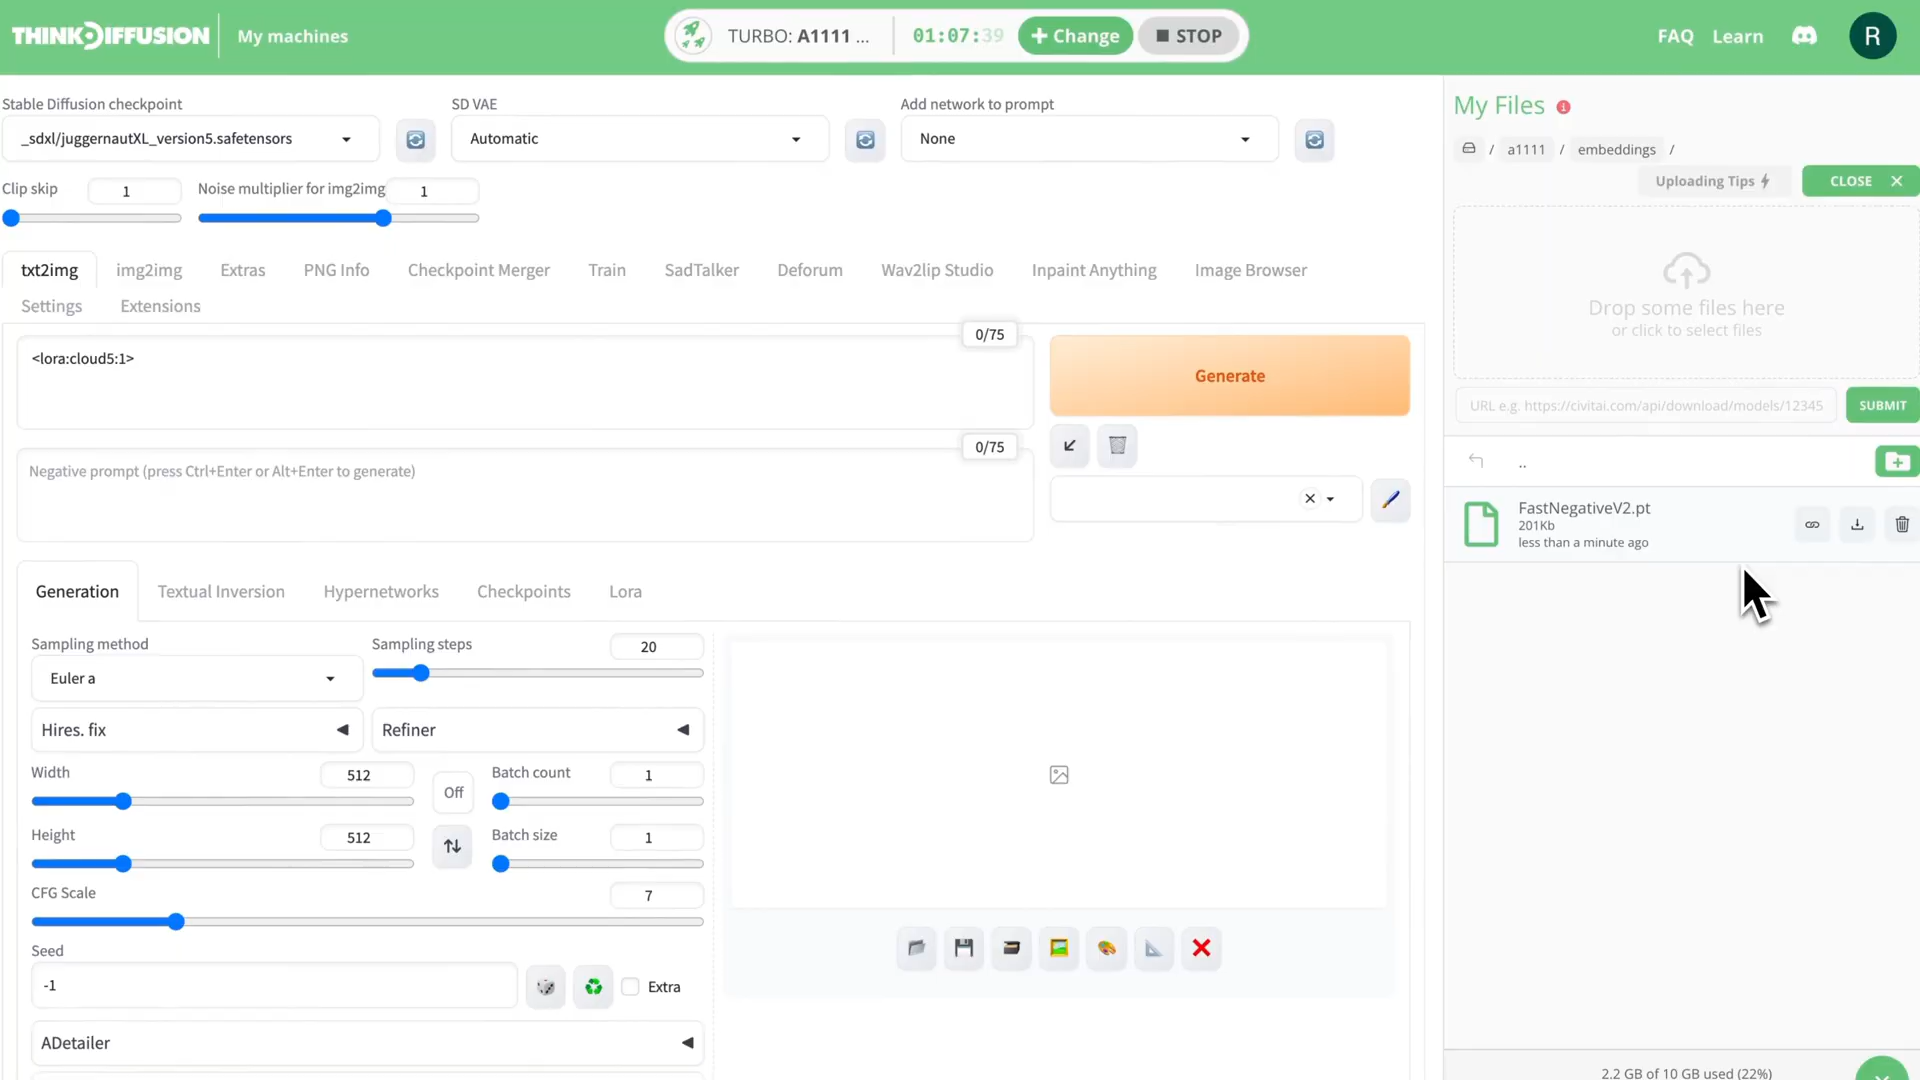 THINKDIFFUSION
My machines
TURBO: A1111 ...
01:07:39
+ Change
STOP
FAQ
Learn
R
Stable Diffusion checkpoint
_sdxl/juggernautXL_version5.safetensors
SD VAE
Automatic
Add network to prompt
None
Clip skip
1
Noise multiplier for img2img
1
txt2img
img2img
Extras
PNG Info
Checkpoint Merger
Train
SadTalker
Deforum
Wav2lip Studio
Inpaint Anything
Image Browser
Settings
Extensions
0/75
<lora:cloud5:1>
Generate
0/75
Negative prompt (press Ctrl+Enter or Alt+Enter to generate)
Generation
Textual Inversion
Hypernetworks
Checkpoints
Lora
Sampling method
Euler a
Sampling steps
20
Hires. fix
Refiner
Width
512
Off
Batch count
1
Height
512
Batch size
1
CFG Scale
7
Seed
-1
Extra
ADetailer
My Files
/ a1111 / embeddings /
Uploading Tips
CLOSE
Drop some files here
or click to select files
URL e.g. https://civitai.com/api/download/models/12345
SUBMIT
..
FastNegativeV2.pt
201Kb
less than a minute ago
2.2 GB of 10 GB used (22%)